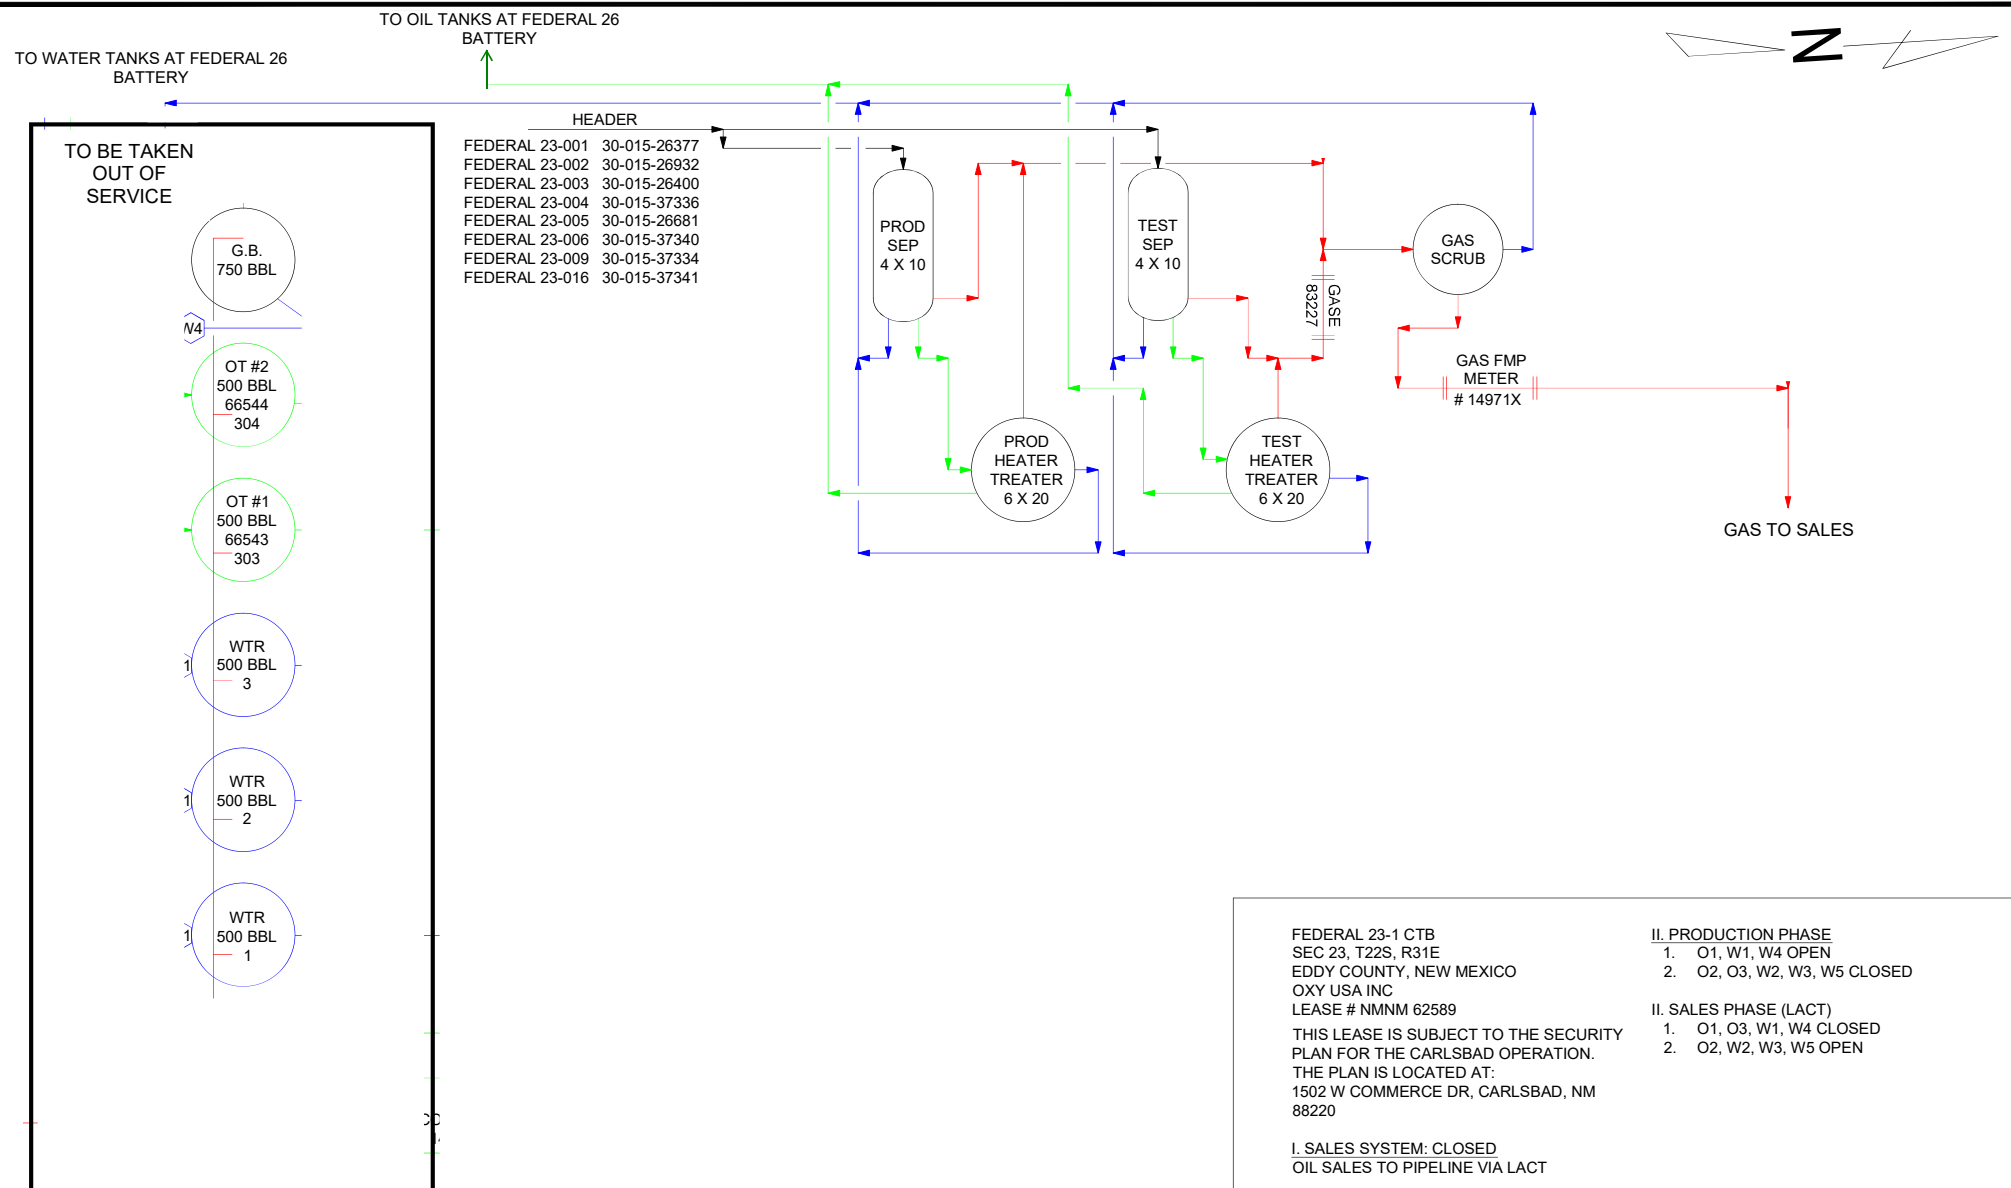 TO OIL TANKS AT FEDERAL 26
BATTERY
TO WATER TANKS AT FEDERAL 26
BATTERY
N
TO BE TAKEN
OUT OF
SERVICE
G.B.
750 BBL
W4
OT #2
500 BBL
66544
304
OT #1
500 BBL
66543
303
WTR
500 BBL
3
1
WTR
500 BBL
2
1
WTR
500 BBL
1
1
HEADER
FEDERAL 23-001 30-015-26377
FEDERAL 23-002 30-015-26932
FEDERAL 23-003 30-015-26400
FEDERAL 23-004 30-015-37336
FEDERAL 23-005 30-015-26681
FEDERAL 23-006 30-015-37340
FEDERAL 23-009 30-015-37334
FEDERAL 23-016 30-015-37341
PROD
SEP
4 X 10
TEST
SEP
4 X 10
GAS
SCRUB
GASE
83227
GAS FMP
METER
# 14971X
PROD
HEATER
TREATER
6 X 20
TEST
HEATER
TREATER
6 X 20
GAS TO SALES
FEDERAL 23-1 CTB
SEC 23, T22S, R31E
EDDY COUNTY, NEW MEXICO
OXY USA INC
LEASE # NMNM 62589
THIS LEASE IS SUBJECT TO THE SECURITY
PLAN FOR THE CARLSBAD OPERATION.
THE PLAN IS LOCATED AT:
1502 W COMMERCE DR, CARLSBAD, NM
88220
I. SALES SYSTEM: CLOSED
OIL SALES TO PIPELINE VIA LACT
II. PRODUCTION PHASE
1. O1, W1, W4 OPEN
2. O2, O3, W2, W3, W5 CLOSED
II. SALES PHASE (LACT)
1. O1, O3, W1, W4 CLOSED
2. O2, W2, W3, W5 OPEN